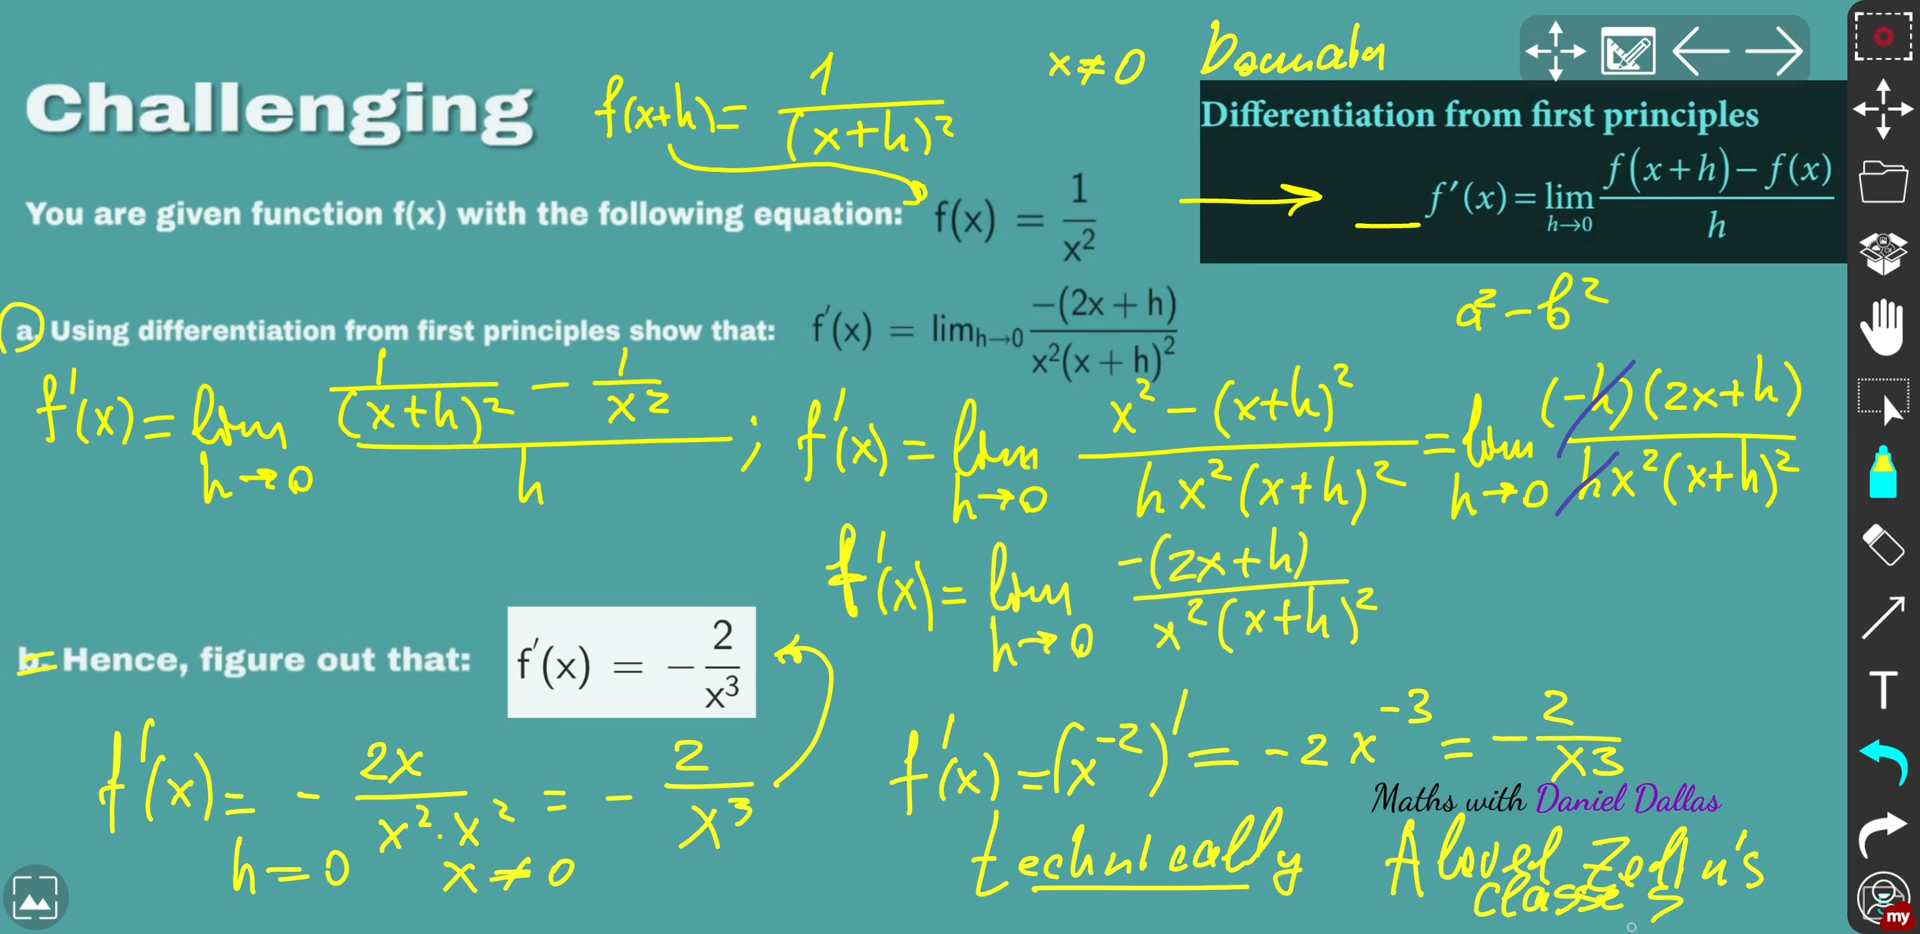 x ≠ 0
f(x+h) = 1/(x+h)²
Challenging
Differentiation from first principles
f′(x) = lim h→0 (f(x+h) − f(x))/h
You are given function f(x) with the following equation: f(x) = 1/x²
a² − b²
a. Using differentiation from first principles show that: f′(x) = lim h→0 −(2x + h)/(x²(x + h)²)
f′(x) = lim h→0 (1/(x+h)² − 1/x²)/h ; f′(x) = lim h→0 (x² − (x+h)²)/(hx²(x+h)²) = lim h→0 (−h)(2x+h)/(hx²(x+h)²)
f′(x) = lim h→0 −(2x+h)/(x²(x+h)²)
b. Hence, figure out that: f′(x) = − 2/x³
f′(x) = − 2x/(x²·x²) = − 2/x³
h = 0 x ≠ 0
f′(x) = (x⁻²)′ = −2x⁻³ = − 2/x3
Maths with Daniel Dallas
technically
A level
classes
T
my